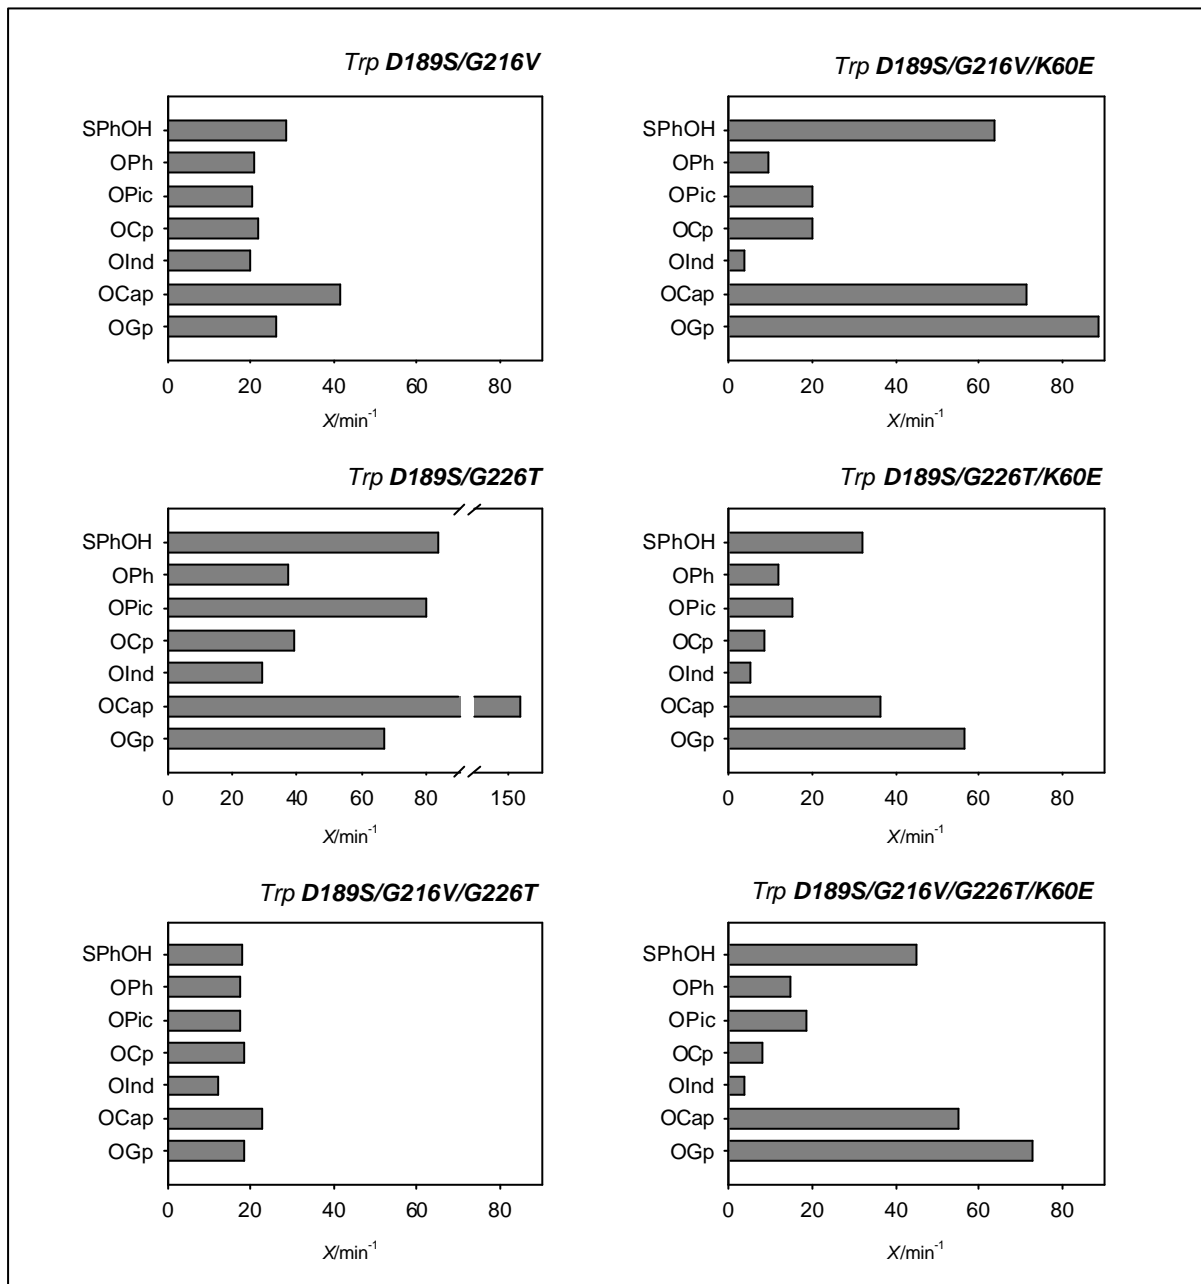 Trp D189S/G216V
SPhOH
OPh
OPic
OCp
OInd
OCap
OGp
0 20 40 60 80
X/min-1
Trp D189S/G216V/K60E
SPhOH
OPh
OPic
OCp
OInd
OCap
OGp
0 20 40 60 80
X/min-1
Trp D189S/G226T
SPhOH
OPh
OPic
OCp
OInd
OCap
OGp
0 20 40 60 80 150
X/min-1
Trp D189S/G226T/K60E
SPhOH
OPh
OPic
OCp
OInd
OCap
OGp
0 20 40 60 80
X/min-1
Trp D189S/G216V/G226T
SPhOH
OPh
OPic
OCp
OInd
OCap
OGp
0 20 40 60 80
X/min-1
Trp D189S/G216V/G226T/K60E
SPhOH
OPh
OPic
OCp
OInd
OCap
OGp
0 20 40 60 80
X/min-1